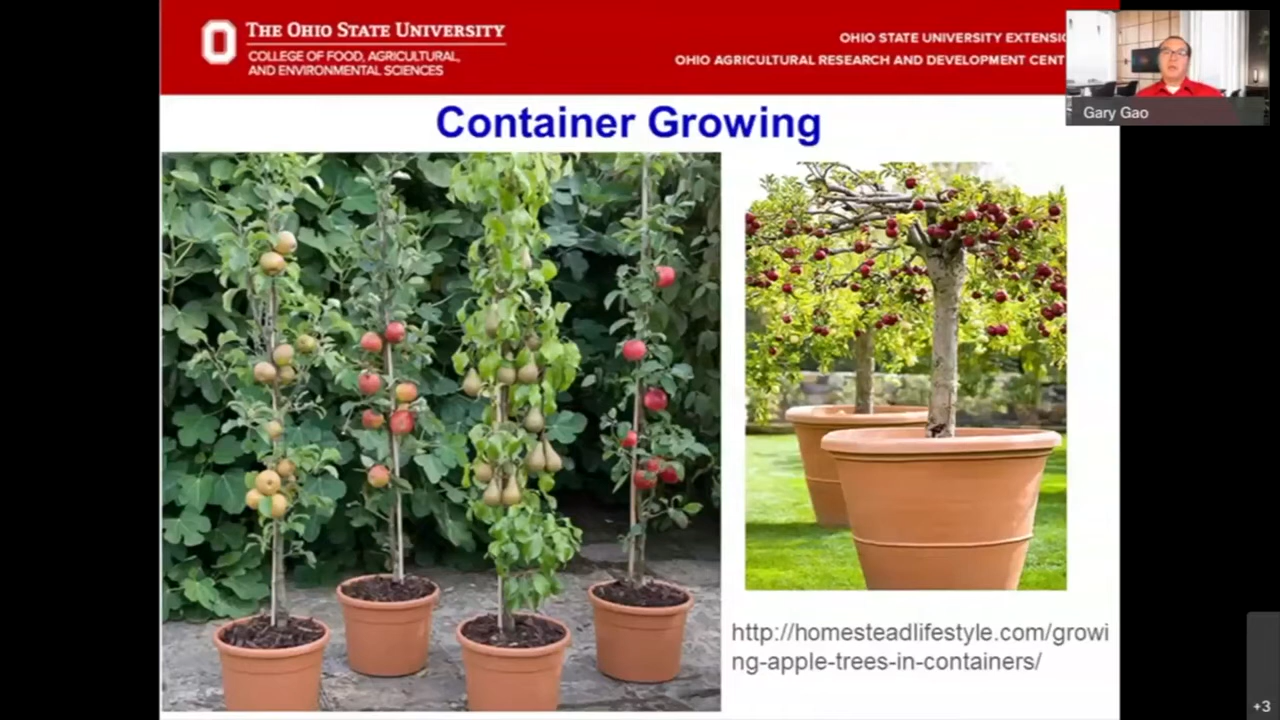 THE OHIO STATE UNIVERSITY
COLLEGE OF FOOD, AGRICULTURAL,
AND ENVIRONMENTAL SCIENCES
OHIO STATE UNIVERSITY EXTENSIO
OHIO AGRICULTURAL RESEARCH AND DEVELOPMENT CENT
Gary Gao
Container Growing
http://homesteadlifestyle.com/growi
ng-apple-trees-in-containers/
+3